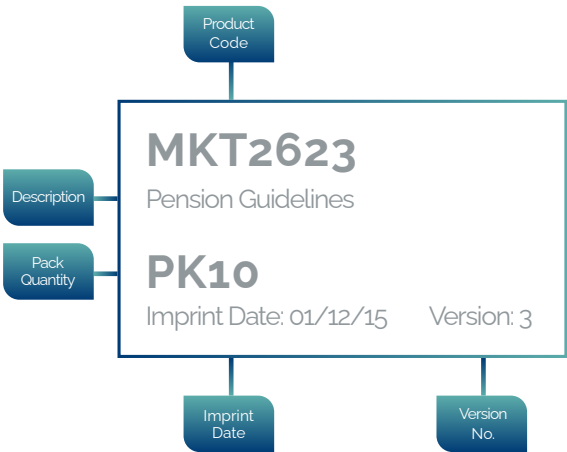 Product
Code
MKT2623
Description
Pension Guidelines
Pack
Quantity
PK10
Imprint Date: 01/12/15 Version: 3
Imprint
Date
Version
No.